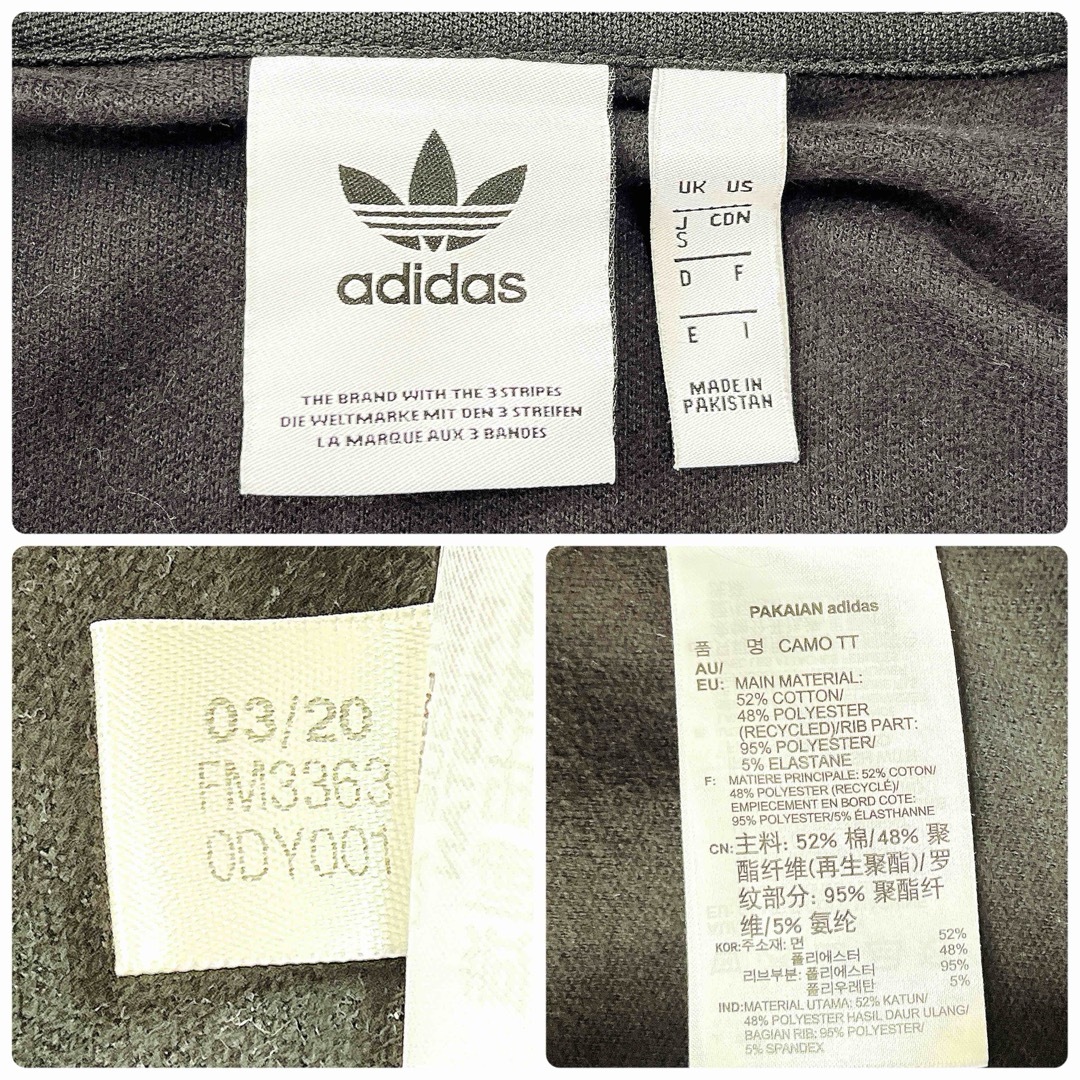 adidas
THE BRAND WITH THE 3 STRIPES
DIE WELTMARKE MIT DEN 3 STREIFEN
LA MARQUE AUX 3 BANDES
UK US
J CDN
S
D F
E I
MADE IN
PAKISTAN
03/20
FM3363
0DY001
PAKAIAN adidas
품 명 CAMO TT
AU/
EU: MAIN MATERIAL:
52% COTTON/
48% POLYESTER
(RECYCLED)/RIB PART:
95% POLYESTER/
5% ELASTANE
F: MATIERE PRINCIPALE: 52% COTON/
48% POLYESTER (RECYCLÉ)/
EMPIECEMENT EN BORD COTE:
95% POLYESTER/5% ÉLASTHANNE
CN: 主料: 52% 棉/48% 聚
酯纤维(再生聚酯)/罗
纹部分: 95% 聚酯纤
维/5% 氨纶
KOR: 주소재: 면 52%
폴리에스터 48%
리브부분: 폴리에스터 95%
폴리우레탄 5%
IND: MATERIAL UTAMA: 52% KATUN/
48% POLYESTER HASIL DAUR ULANG/
BAGIAN RIB: 95% POLYESTER/
5% SPANDEX